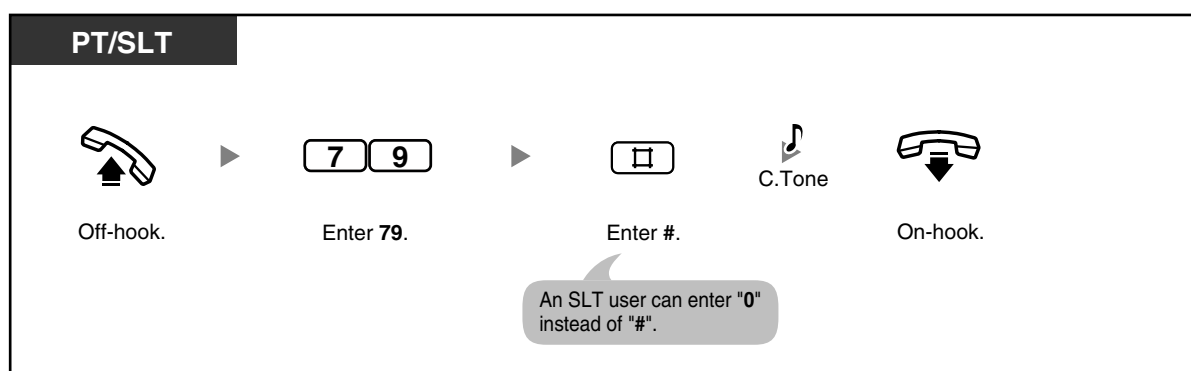 PT/SLT
7 9
#
C.Tone
Off-hook.
Enter 79.
Enter #.
On-hook.
An SLT user can enter "0"
instead of "#".